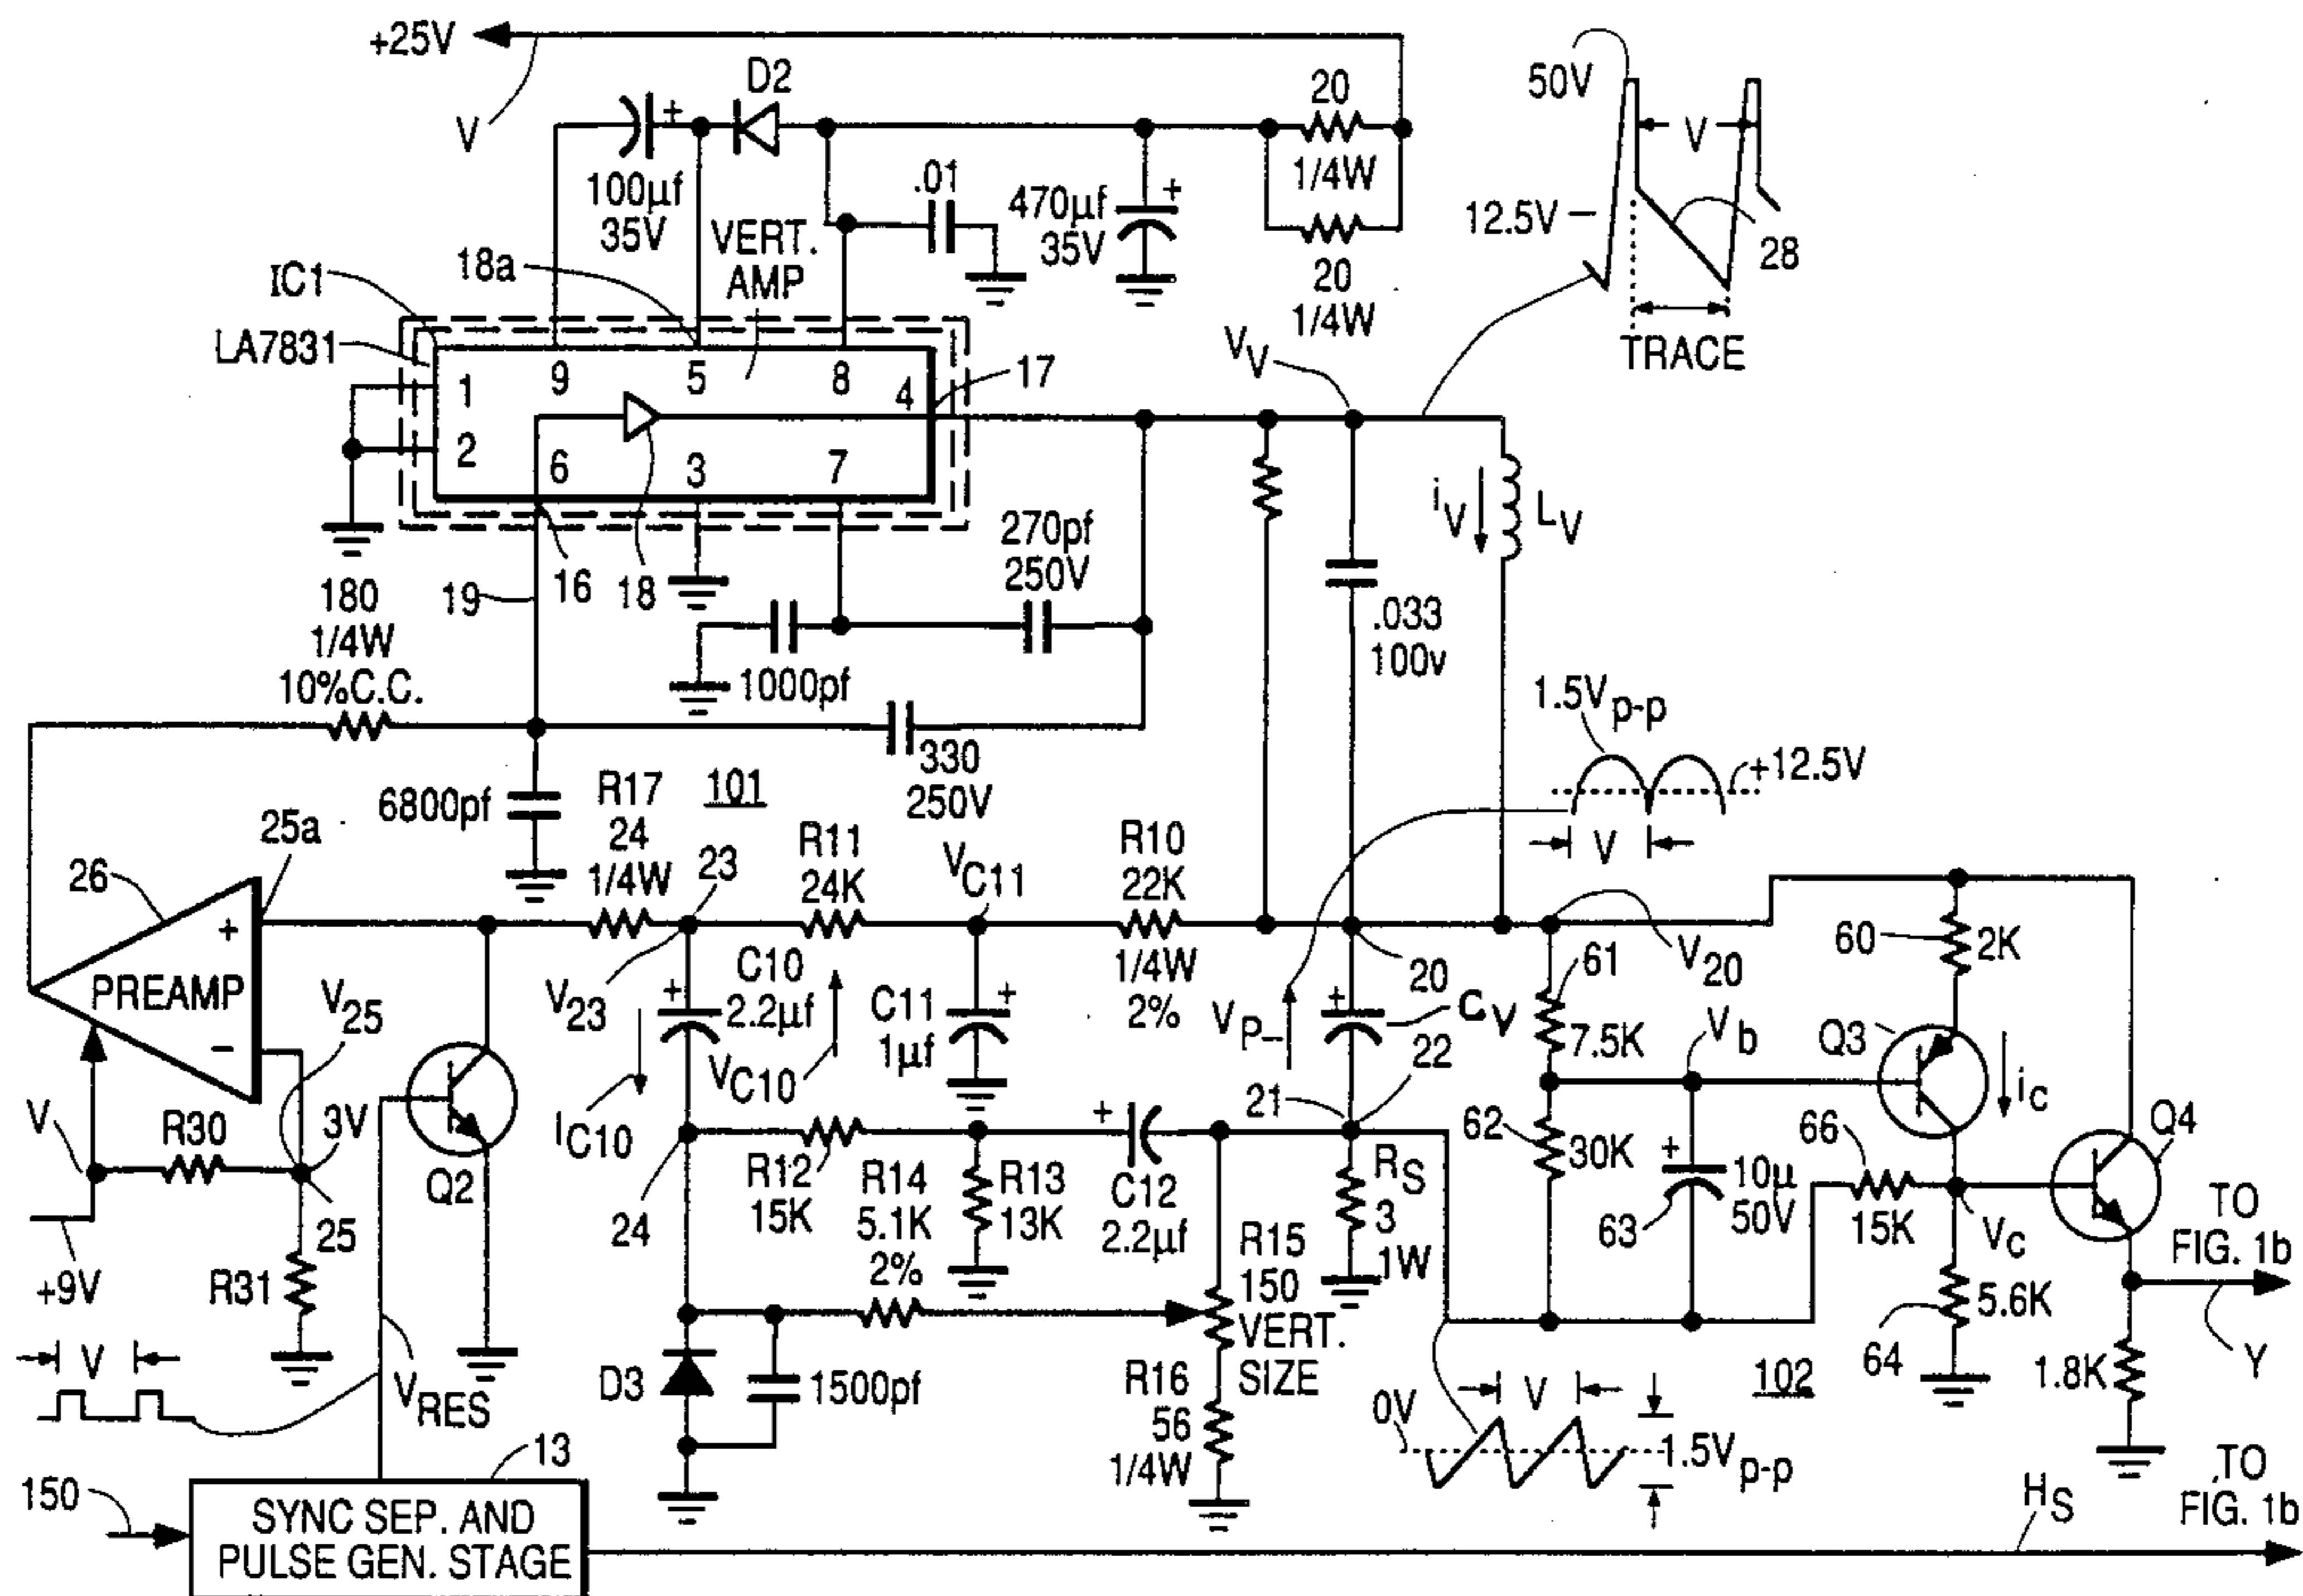 +25V
V
D2
100μf
35V
.01
470μf
35V
20
1/4W
20
1/4W
50V
V
12.5V
28
TRACE
VERT.
AMP
18a
IC1
LA7831
1
2
9
5
8
4
6
3
7
17
16
18
19
VV
iV
LV
.033
100v
270pf
250V
1000pf
180
1/4W
10%C.C.
330
250V
6800pf
101
1.5Vp-p
+12.5V
V
25a
26
PREAMP
+
−
R17
24
1/4W
23
R11
24K
VC11
R10
22K
1/4W
2%
V23
C10
2.2μf
IC10
VC10
C11
1μf
VP-
20
CV
22
21
V20
61
7.5K
60
2K
Vb
Q3
ic
62
30K
63
10μ
50V
66
15K
Q4
Vc
64
5.6K
1.8K
TO
FIG. 1b
Y
V25
3V
V
R30
25
+9V
R31
Q2
24
R12
15K
R14
5.1K
2%
R13
13K
C12
2.2μf
RS
3
1W
R15
150
VERT.
SIZE
R16
56
1/4W
D3
1500pf
V
VRES
0V
V
1.5Vp-p
102
150
13
SYNC SEP. AND
PULSE GEN. STAGE
HS
TO
FIG. 1b